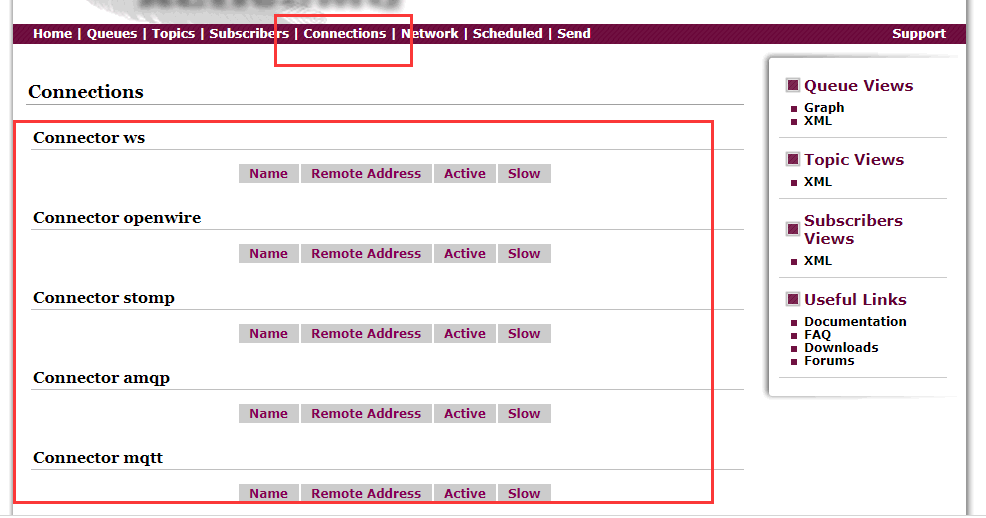 Home | Queues | Topics | Subscribers | Connections | Network | Scheduled | Send Support
Connections
Connector ws
Name Remote Address Active Slow
Connector openwire
Name Remote Address Active Slow
Connector stomp
Name Remote Address Active Slow
Connector amqp
Name Remote Address Active Slow
Connector mqtt
Name Remote Address Active Slow
Queue Views
Graph
XML
Topic Views
XML
Subscribers
Views
XML
Useful Links
Documentation
FAQ
Downloads
Forums